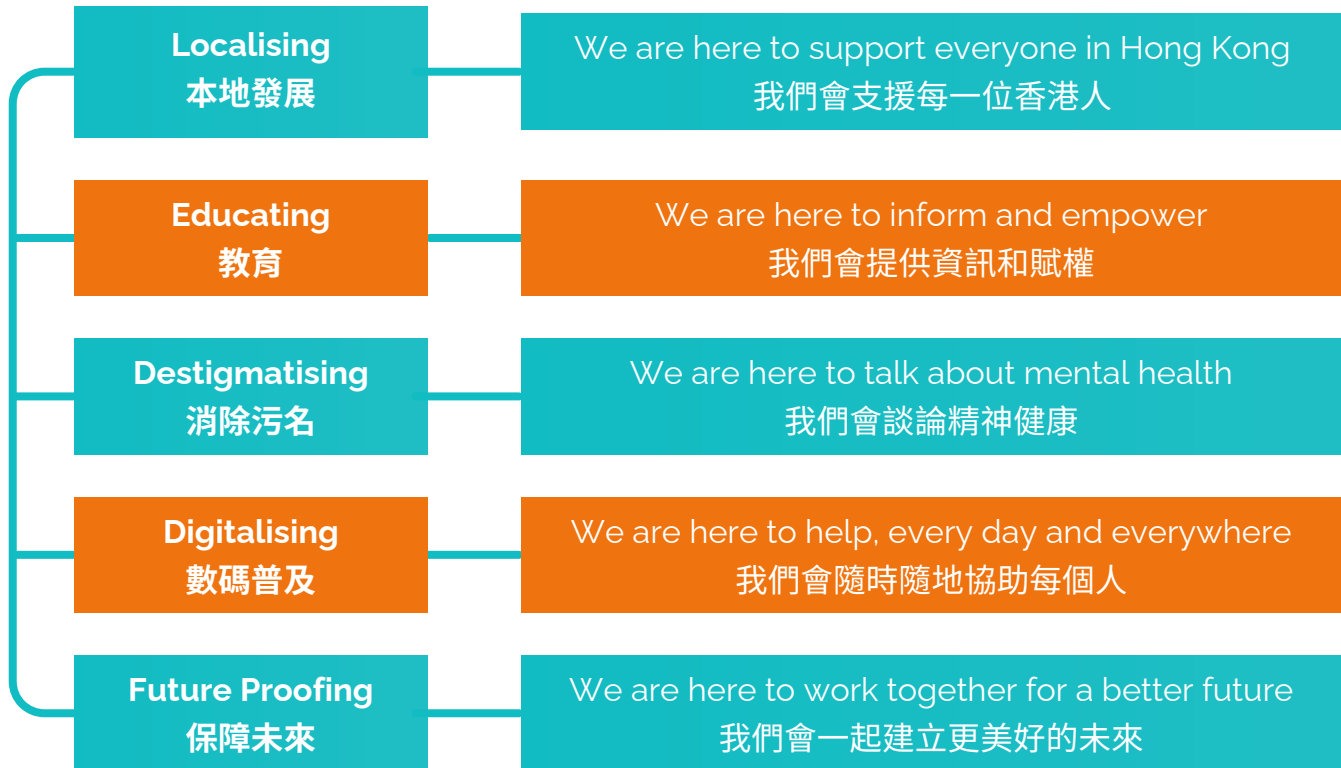 Localising
本地發展
We are here to support everyone in Hong Kong
我們會支援每一位香港人
Educating
教育
We are here to inform and empower
我們會提供資訊和賦權
Destigmatising
消除污名
We are here to talk about mental health
我們會談論精神健康
Digitalising
數碼普及
We are here to help, every day and everywhere
我們會隨時隨地協助每個人
Future Proofing
保障未來
We are here to work together for a better future
我們會一起建立更美好的未來